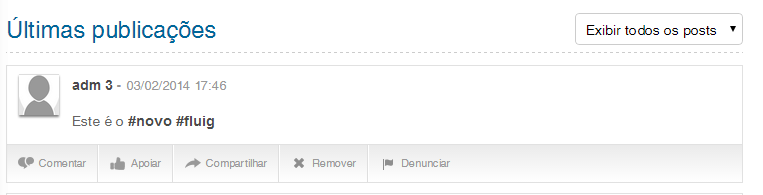 Últimas publicações
Exibir todos os posts
adm 3 - 03/02/2014 17:46
Este é o #novo #fluig
Comentar Apoiar Compartilhar Remover Denunciar